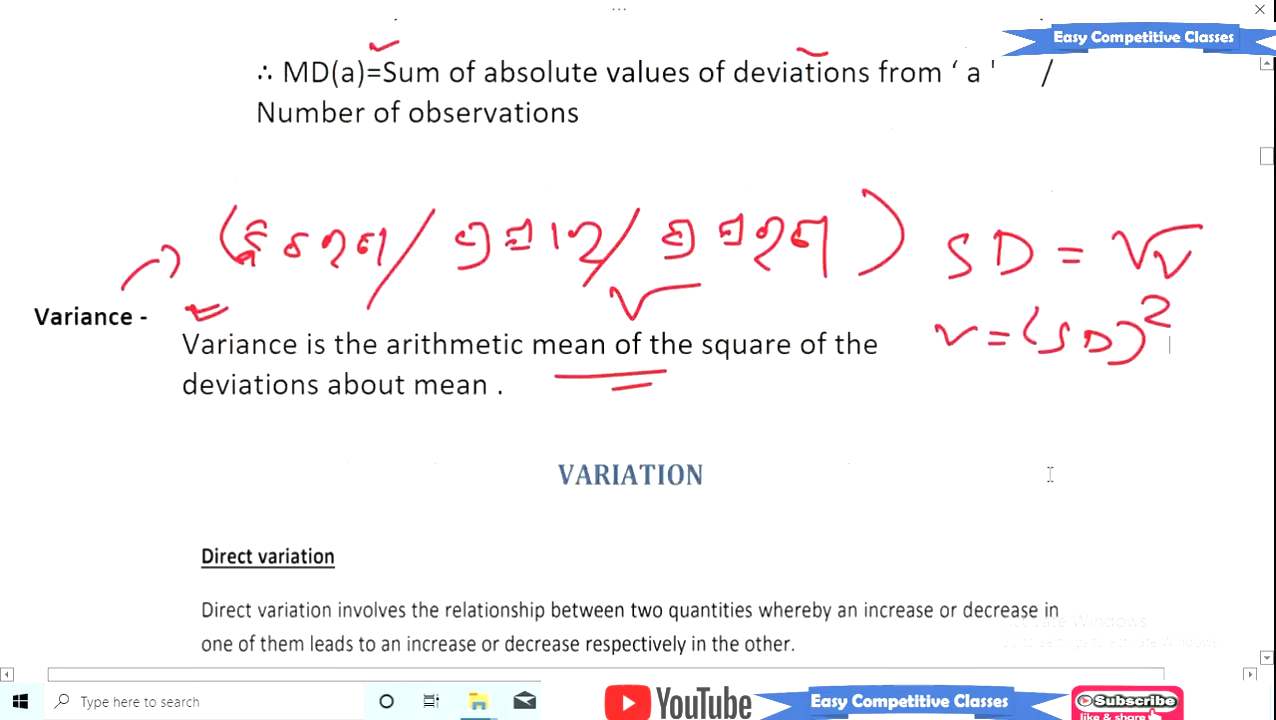 Easy Competitive Classes
∴ MD(a)=Sum of absolute values of deviations from ‘ a ' /
Number of observations
SD = √V
V = (SD)²
Variance -
Variance is the arithmetic mean of the square of the
deviations about mean .
VARIATION
Direct variation
Direct variation involves the relationship between two quantities whereby an increase or decrease in
one of them leads to an increase or decrease respectively in the other.
Type here to search
YouTube
Easy Competitive Classes
Subscribe
like & share